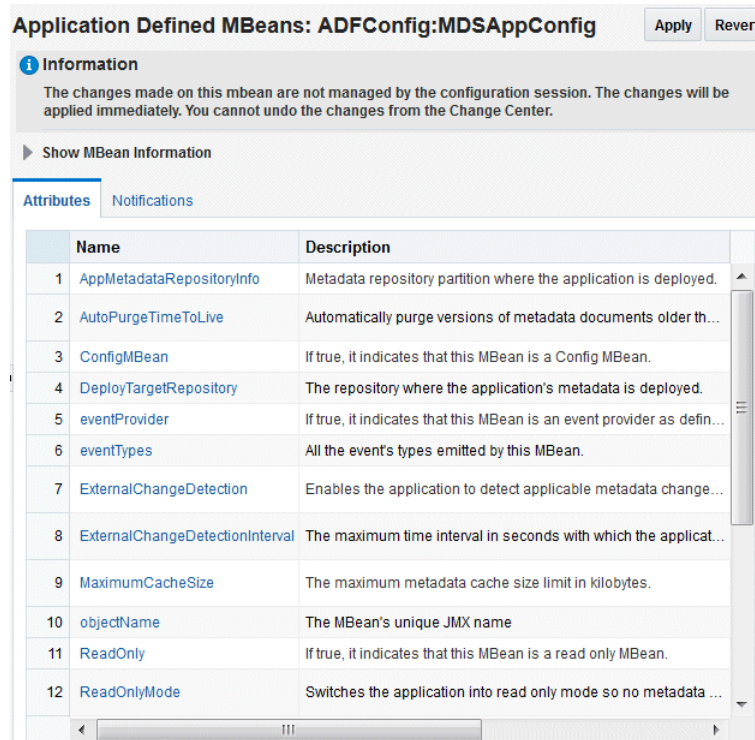 Application Defined MBeans: ADFConfig:MDSAppConfig Apply Rever
Information
The changes made on this mbean are not managed by the configuration session. The changes will be
applied immediately. You cannot undo the changes from the Change Center.
Show MBean Information
Attributes Notifications
Name Description
1 AppMetadataRepositoryInfo Metadata repository partition where the application is deployed.
2 AutoPurgeTimeToLive Automatically purge versions of metadata documents older th...
3 ConfigMBean If true, it indicates that this MBean is a Config MBean.
4 DeployTargetRepository The repository where the application's metadata is deployed.
5 eventProvider If true, it indicates that this MBean is an event provider as defin...
6 eventTypes All the event's types emitted by this MBean.
7 ExternalChangeDetection Enables the application to detect applicable metadata change...
8 ExternalChangeDetectionInterval The maximum time interval in seconds with which the applicat...
9 MaximumCacheSize The maximum metadata cache size limit in kilobytes.
10 objectName The MBean's unique JMX name
11 ReadOnly If true, it indicates that this MBean is a read only MBean.
12 ReadOnlyMode Switches the application into read only mode so no metadata ...